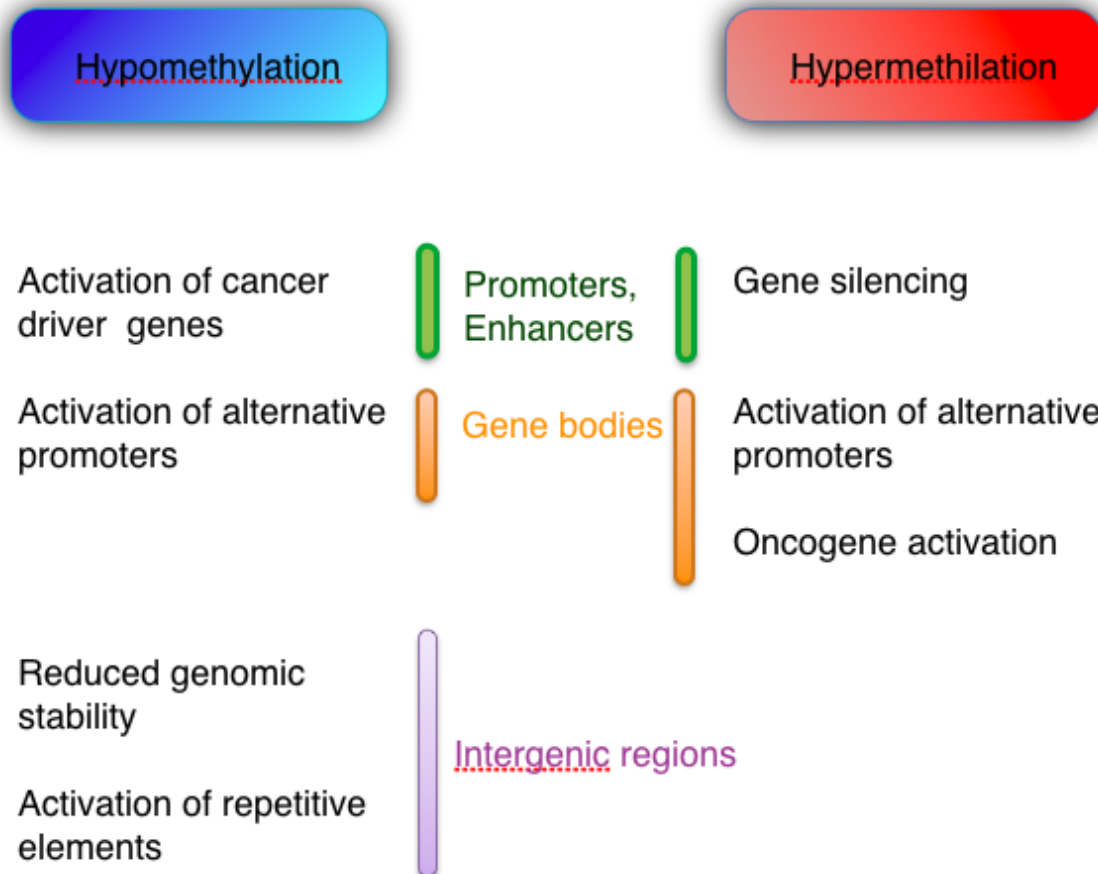 Hypomethylation
Hypermethilation
Activation of cancer
driver genes
Promoters,
Enhancers
Gene silencing
Activation of alternative
promoters
Gene bodies
Activation of alternative
promoters
Oncogene activation
Reduced genomic
stability
Intergenic regions
Activation of repetitive
elements